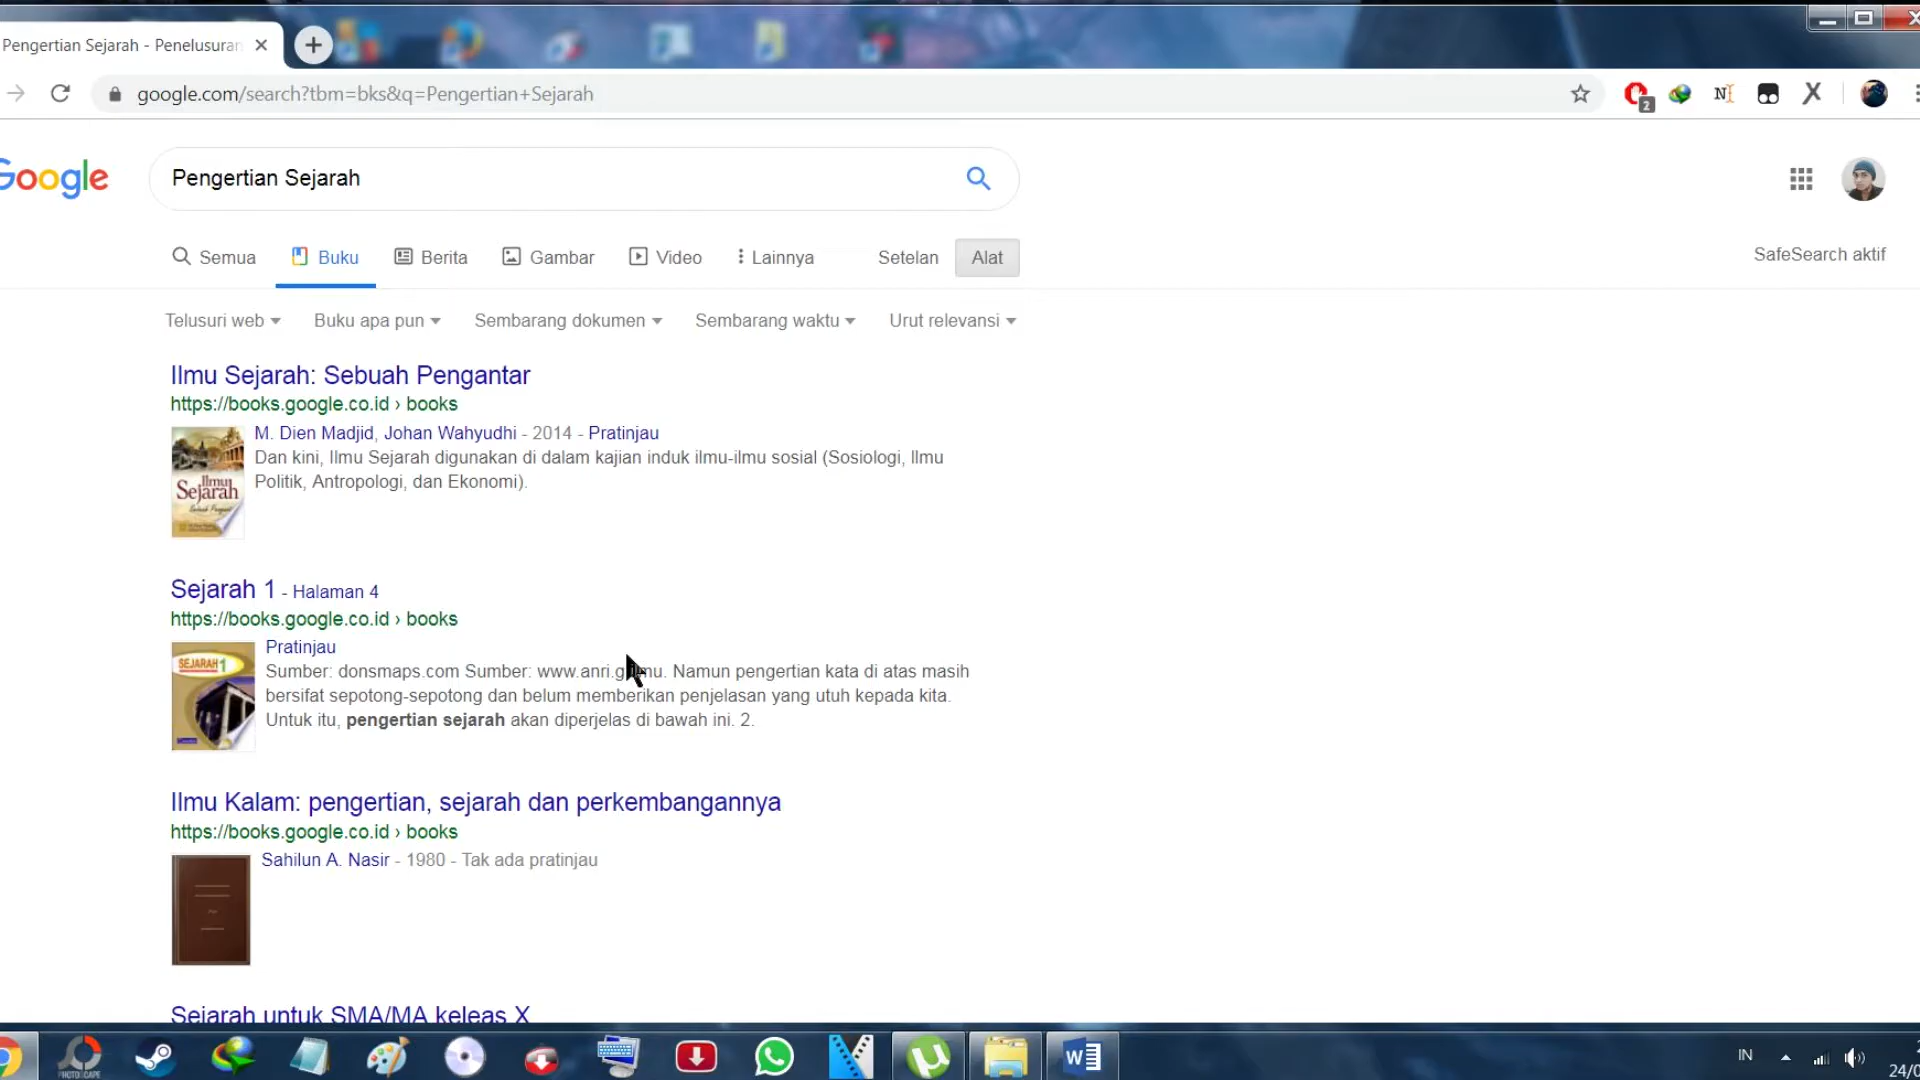 Pengertian Sejarah - Penelusuran
google.com/search?tbm=bks&q=Pengertian+Sejarah
2
Google
Pengertian Sejarah
Semua
Buku
Berita
Gambar
Video
Lainnya
Setelan
Alat
SafeSearch aktif
Telusuri web
Buku apa pun
Sembarang dokumen
Sembarang waktu
Urut relevansi
Ilmu Sejarah: Sebuah Pengantar
https://books.google.co.id › books
M. Dien Madjid, Johan Wahyudhi - 2014 - Pratinjau
Dan kini, Ilmu Sejarah digunakan di dalam kajian induk ilmu-ilmu sosial (Sosiologi, Ilmu
Politik, Antropologi, dan Ekonomi).
Ilmu
Sejarah
Sejarah 1 - Halaman 4
https://books.google.co.id › books
Pratinjau
SEJARAH 1
Sumber: donsmaps.com Sumber: www.anri.g mu. Namun pengertian kata di atas masih
bersifat sepotong-sepotong dan belum memberikan penjelasan yang utuh kepada kita.
Untuk itu, pengertian sejarah akan diperjelas di bawah ini. 2.
Ilmu Kalam: pengertian, sejarah dan perkembangannya
https://books.google.co.id › books
Sahilun A. Nasir - 1980 - Tak ada pratinjau
Sejarah untuk SMA/MA keleas X
PHOTOSCAPE
IN
24/0